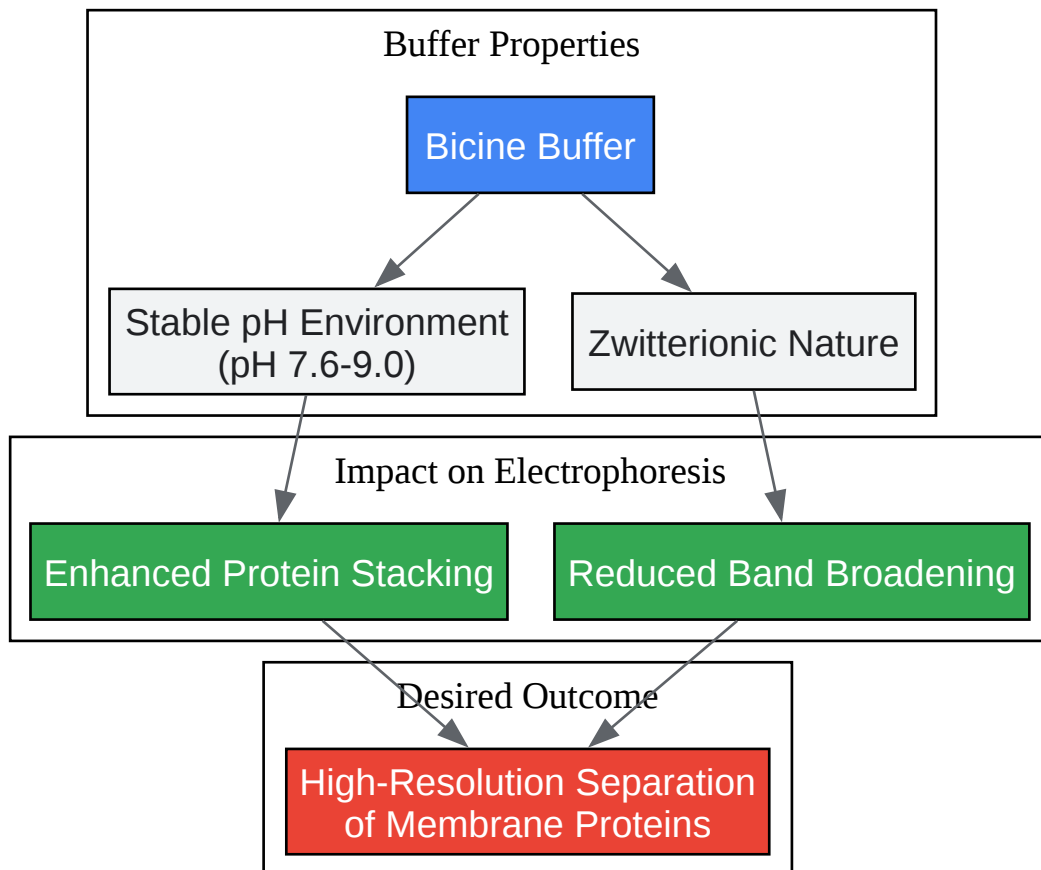 Buffer Properties
Bicine Buffer
Stable pH Environment
(pH 7.6-9.0)
Zwitterionic Nature
Impact on Electrophoresis
Enhanced Protein Stacking
Reduced Band Broadening
Desired Outcome
High-Resolution Separation
of Membrane Proteins